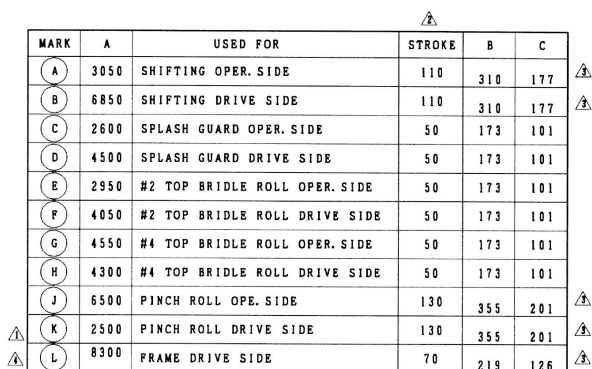 2
MARK A USED FOR STROKE B C
A 3050 SHIFTING OPER. SIDE 110 310 177 3
B 6850 SHIFTING DRIVE SIDE 110 310 177 3
C 2600 SPLASH GUARD OPER. SIDE 50 173 101
D 4500 SPLASH GUARD DRIVE SIDE 50 173 101
E 2950 #2 TOP BRIDLE ROLL OPER. SIDE 50 173 101
F 4050 #2 TOP BRIDLE ROLL DRIVE SIDE 50 173 101
G 4550 #4 TOP BRIDLE ROLL OPER. SIDE 50 173 101
H 4300 #4 TOP BRIDLE ROLL DRIVE SIDE 50 173 101
J 6500 PINCH ROLL OPE. SIDE 130 355 201 3
1 K 2500 PINCH ROLL DRIVE SIDE 130 355 201 3
4 L 8300 FRAME DRIVE SIDE 70 219 126 3